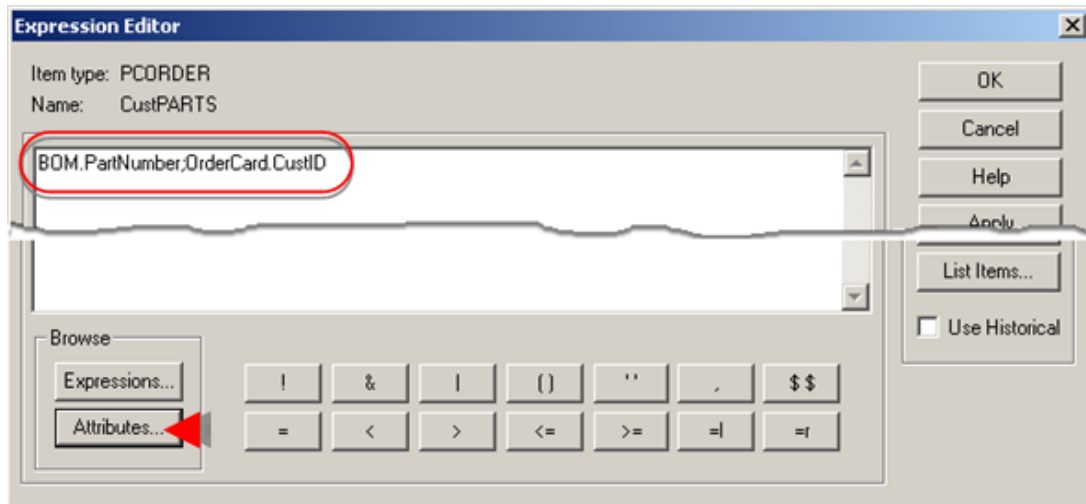 Expression Editor
Item type: PCORDER
Name: CustPARTS
BOM.PartNumber;OrderCard.CustID
OK
Cancel
Help
Apply...
List Items...
Use Historical
Browse
Expressions...
Attributes...
! & | () '' , $$
= < > <= >= =l =r